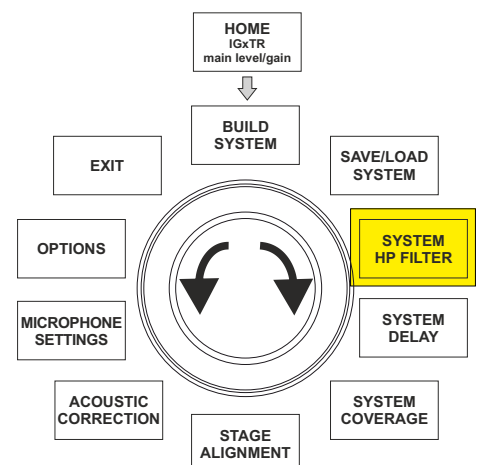 HOME
IGxTR
main level/gain
BUILD
SYSTEM
EXIT
SAVE/LOAD
SYSTEM
OPTIONS
SYSTEM
HP FILTER
MICROPHONE
SETTINGS
SYSTEM
DELAY
ACOUSTIC
CORRECTION
SYSTEM
COVERAGE
STAGE
ALIGNMENT